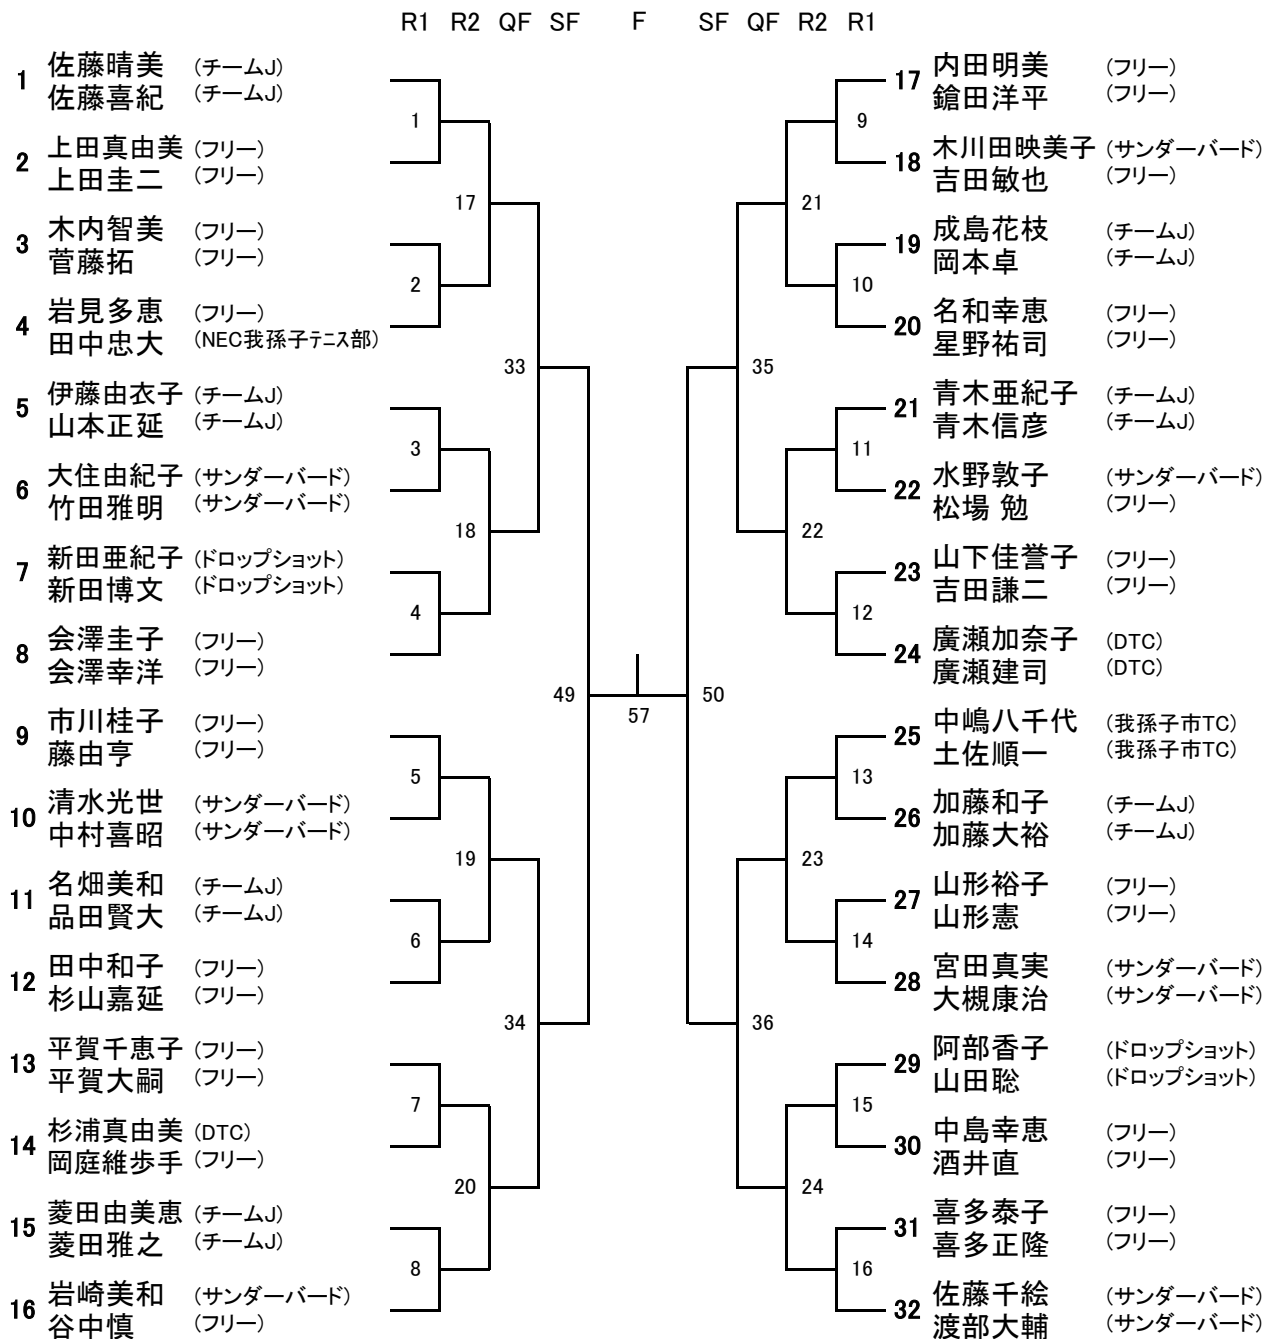 R1 R2 QF SF F SF QF R2 R1
1 佐藤晴美 (チームJ)
佐藤喜紀 (チームJ)
2 上田真由美 (フリー)
上田圭二 (フリー)
3 木内智美 (フリー)
菅藤拓 (フリー)
4 岩見多恵 (フリー)
田中忠大 (NEC我孫子テニス部)
5 伊藤由衣子 (チームJ)
山本正延 (チームJ)
6 大住由紀子 (サンダーバード)
竹田雅明 (サンダーバード)
7 新田亜紀子 (ドロップショット)
新田博文 (ドロップショット)
8 会澤圭子 (フリー)
会澤幸洋 (フリー)
9 市川桂子 (フリー)
藤由亨 (フリー)
10 清水光世 (サンダーバード)
中村喜昭 (サンダーバード)
11 名畑美和 (チームJ)
品田賢大 (チームJ)
12 田中和子 (フリー)
杉山嘉延 (フリー)
13 平賀千恵子 (フリー)
平賀大嗣 (フリー)
14 杉浦真由美 (DTC)
岡庭維歩手 (フリー)
15 菱田由美恵 (チームJ)
菱田雅之 (チームJ)
16 岩崎美和 (サンダーバード)
谷中慎 (フリー)
1
17
2
33
3
18
4
49
5
19
6
34
7
20
8
57
50
9
21
10
35
11
22
12
13
23
14
36
15
24
16
17 内田明美 (フリー)
鎗田洋平 (フリー)
18 木川田映美子 (サンダーバード)
吉田敏也 (フリー)
19 成島花枝 (チームJ)
岡本卓 (チームJ)
20 名和幸恵 (フリー)
星野祐司 (フリー)
21 青木亜紀子 (チームJ)
青木信彦 (チームJ)
22 水野敦子 (サンダーバード)
松場 勉 (フリー)
23 山下佳誉子 (フリー)
吉田謙二 (フリー)
24 廣瀬加奈子 (DTC)
廣瀬建司 (DTC)
25 中嶋八千代 (我孫子市TC)
土佐順一 (我孫子市TC)
26 加藤和子 (チームJ)
加藤大裕 (チームJ)
27 山形裕子 (フリー)
山形憲 (フリー)
28 宮田真実 (サンダーバード)
大槻康治 (サンダーバード)
29 阿部香子 (ドロップショット)
山田聡 (ドロップショット)
30 中島幸恵 (フリー)
酒井直 (フリー)
31 喜多泰子 (フリー)
喜多正隆 (フリー)
32 佐藤千絵 (サンダーバード)
渡部大輔 (サンダーバード)